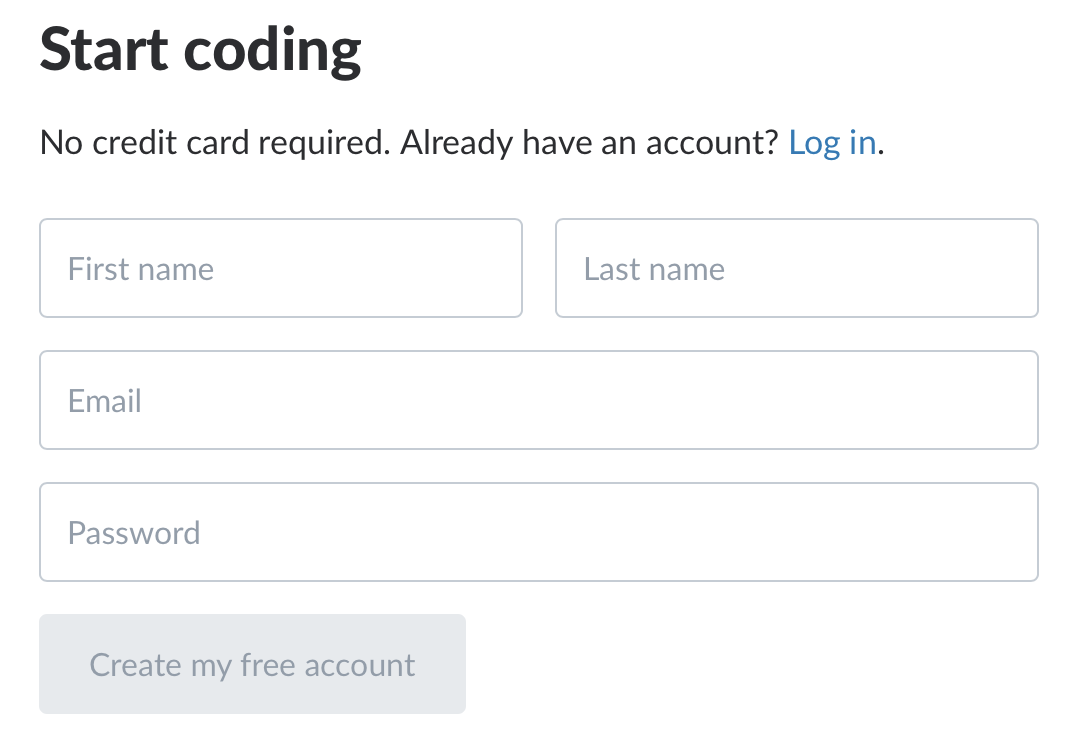 Start coding
No credit card required. Already have an account? Log in.
First name
Last name
Email
Password
Create my free account